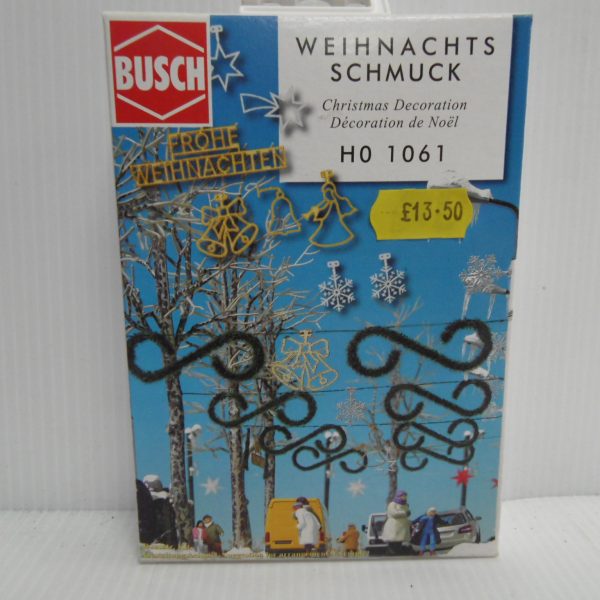 BUSCH
WEIHNACHTS
SCHMUCK
Christmas Decoration
Décoration de Noël
H0 1061
£13.50
FROHE
WEIHNACHTEN